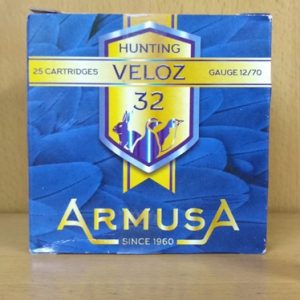 HUNTING
25 CARTRIDGES VELOZ GAUGE 12/70
32
ARMUSA
SINCE 1960